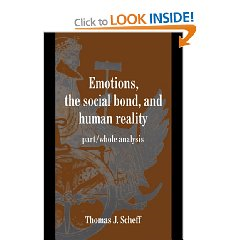 Click to
LOOK INSIDE!
Emotions,
the social bond, and
human reality
part/whole analysis
Thomas J. Scheff